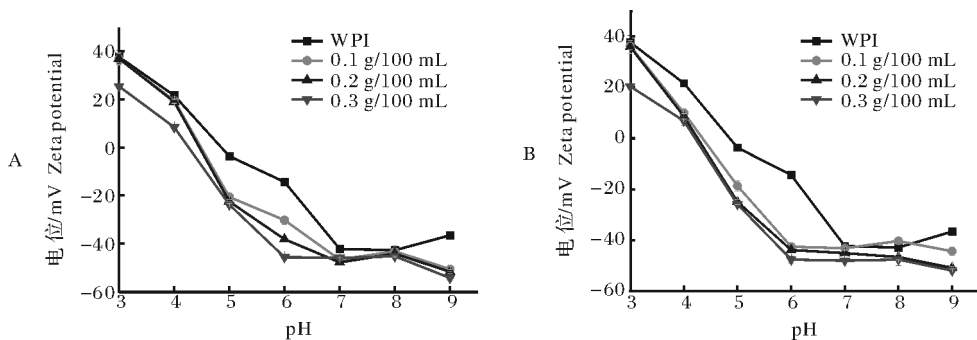 A
电位/mV Zeta potential
40
20
0
−20
−40
−60
3 4 5 6 7 8 9
pH
WPI
0.1 g/100 mL
0.2 g/100 mL
0.3 g/100 mL
B
电位/mV Zeta potential
40
20
0
−20
−40
−60
3 4 5 6 7 8 9
pH
WPI
0.1 g/100 mL
0.2 g/100 mL
0.3 g/100 mL